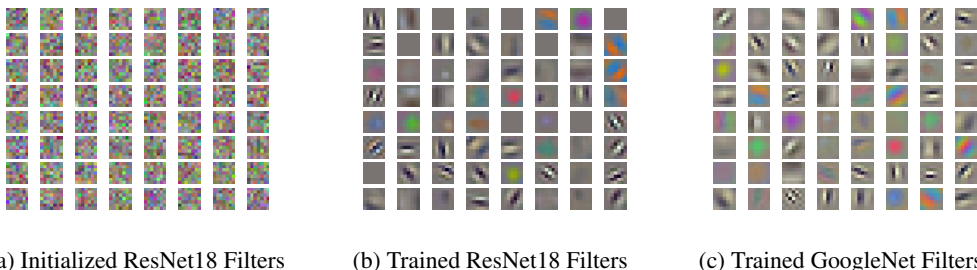 a) Initialized ResNet18 Filters
(b) Trained ResNet18 Filters
(c) Trained GoogleNet Filters